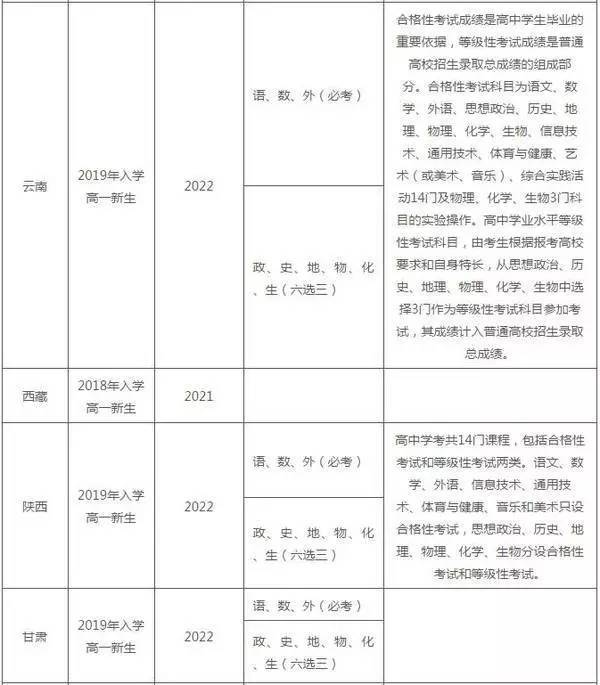 云南
2019年入学
高一新生
2022
语、数、外（必考）
政、史、地、物、化
、生（六选三）
合格性考试成绩是高中学生毕业的
重要依据，等级性考试成绩是普通
高校招生录取总成绩的组成部
分。合格性考试科目为语文、数
学、外语、思想政治、历史、地
理、物理、化学、生物、信息技
术、通用技术、体育与健康、艺
术（或美术、音乐）、综合实践活
动14门及物理、化学、生物3门科
目的实验操作。高中学业水平等级
性考试科目，由考生根据报考高校
要求和自身特长，从思想政治、历
史、地理、物理、化学、生物中选
择3门作为等级性考试科目参加考
试，其成绩计入普通高校招生录取
总成绩。
西藏
2018年入学
高一新生
2021
陕西
2019年入学
高一新生
2022
语、数、外（必考）
政、史、地、物、化
、生（六选三）
高中学考共14门课程，包括合格性
考试和等级性考试两类。语文、数
学、外语、信息技术、通用技
术、体育与健康、音乐和美术只设
合格性考试，思想政治、历史、地
理、物理、化学、生物分设合格性
考试和等级性考试。
甘肃
2019年入学
高一新生
2022
语、数、外（必考）
政、史、地、物、化
、生（六选三）